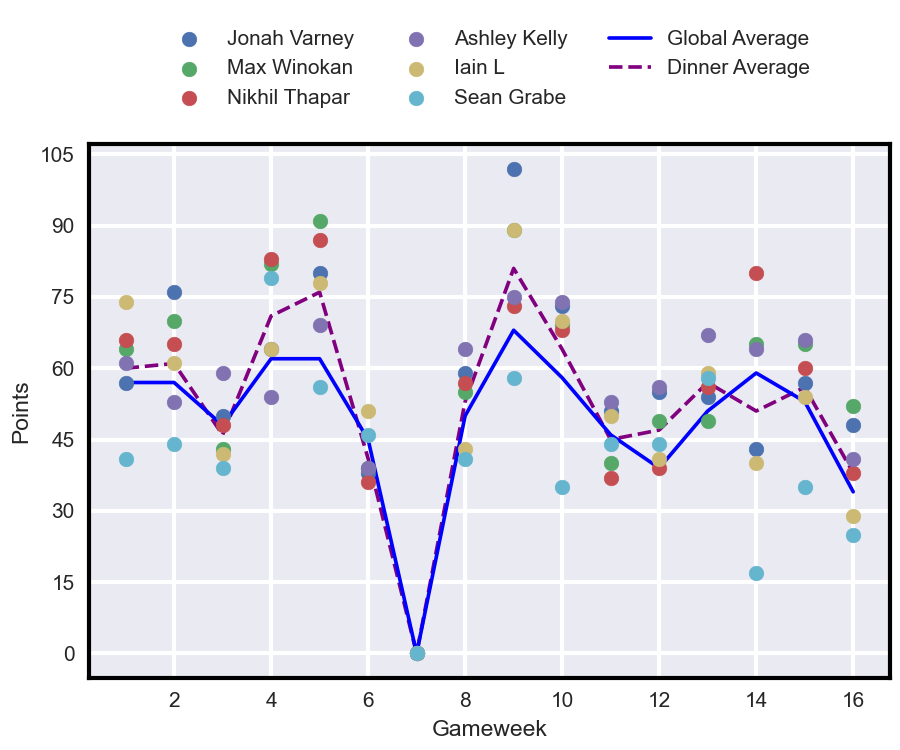 Jonah Varney
Max Winokan
Nikhil Thapar
Ashley Kelly
Iain L
Sean Grabe
Global Average
Dinner Average
105
90
75
60
45
30
15
0
Points
2 4 6 8 10 12 14 16
Gameweek